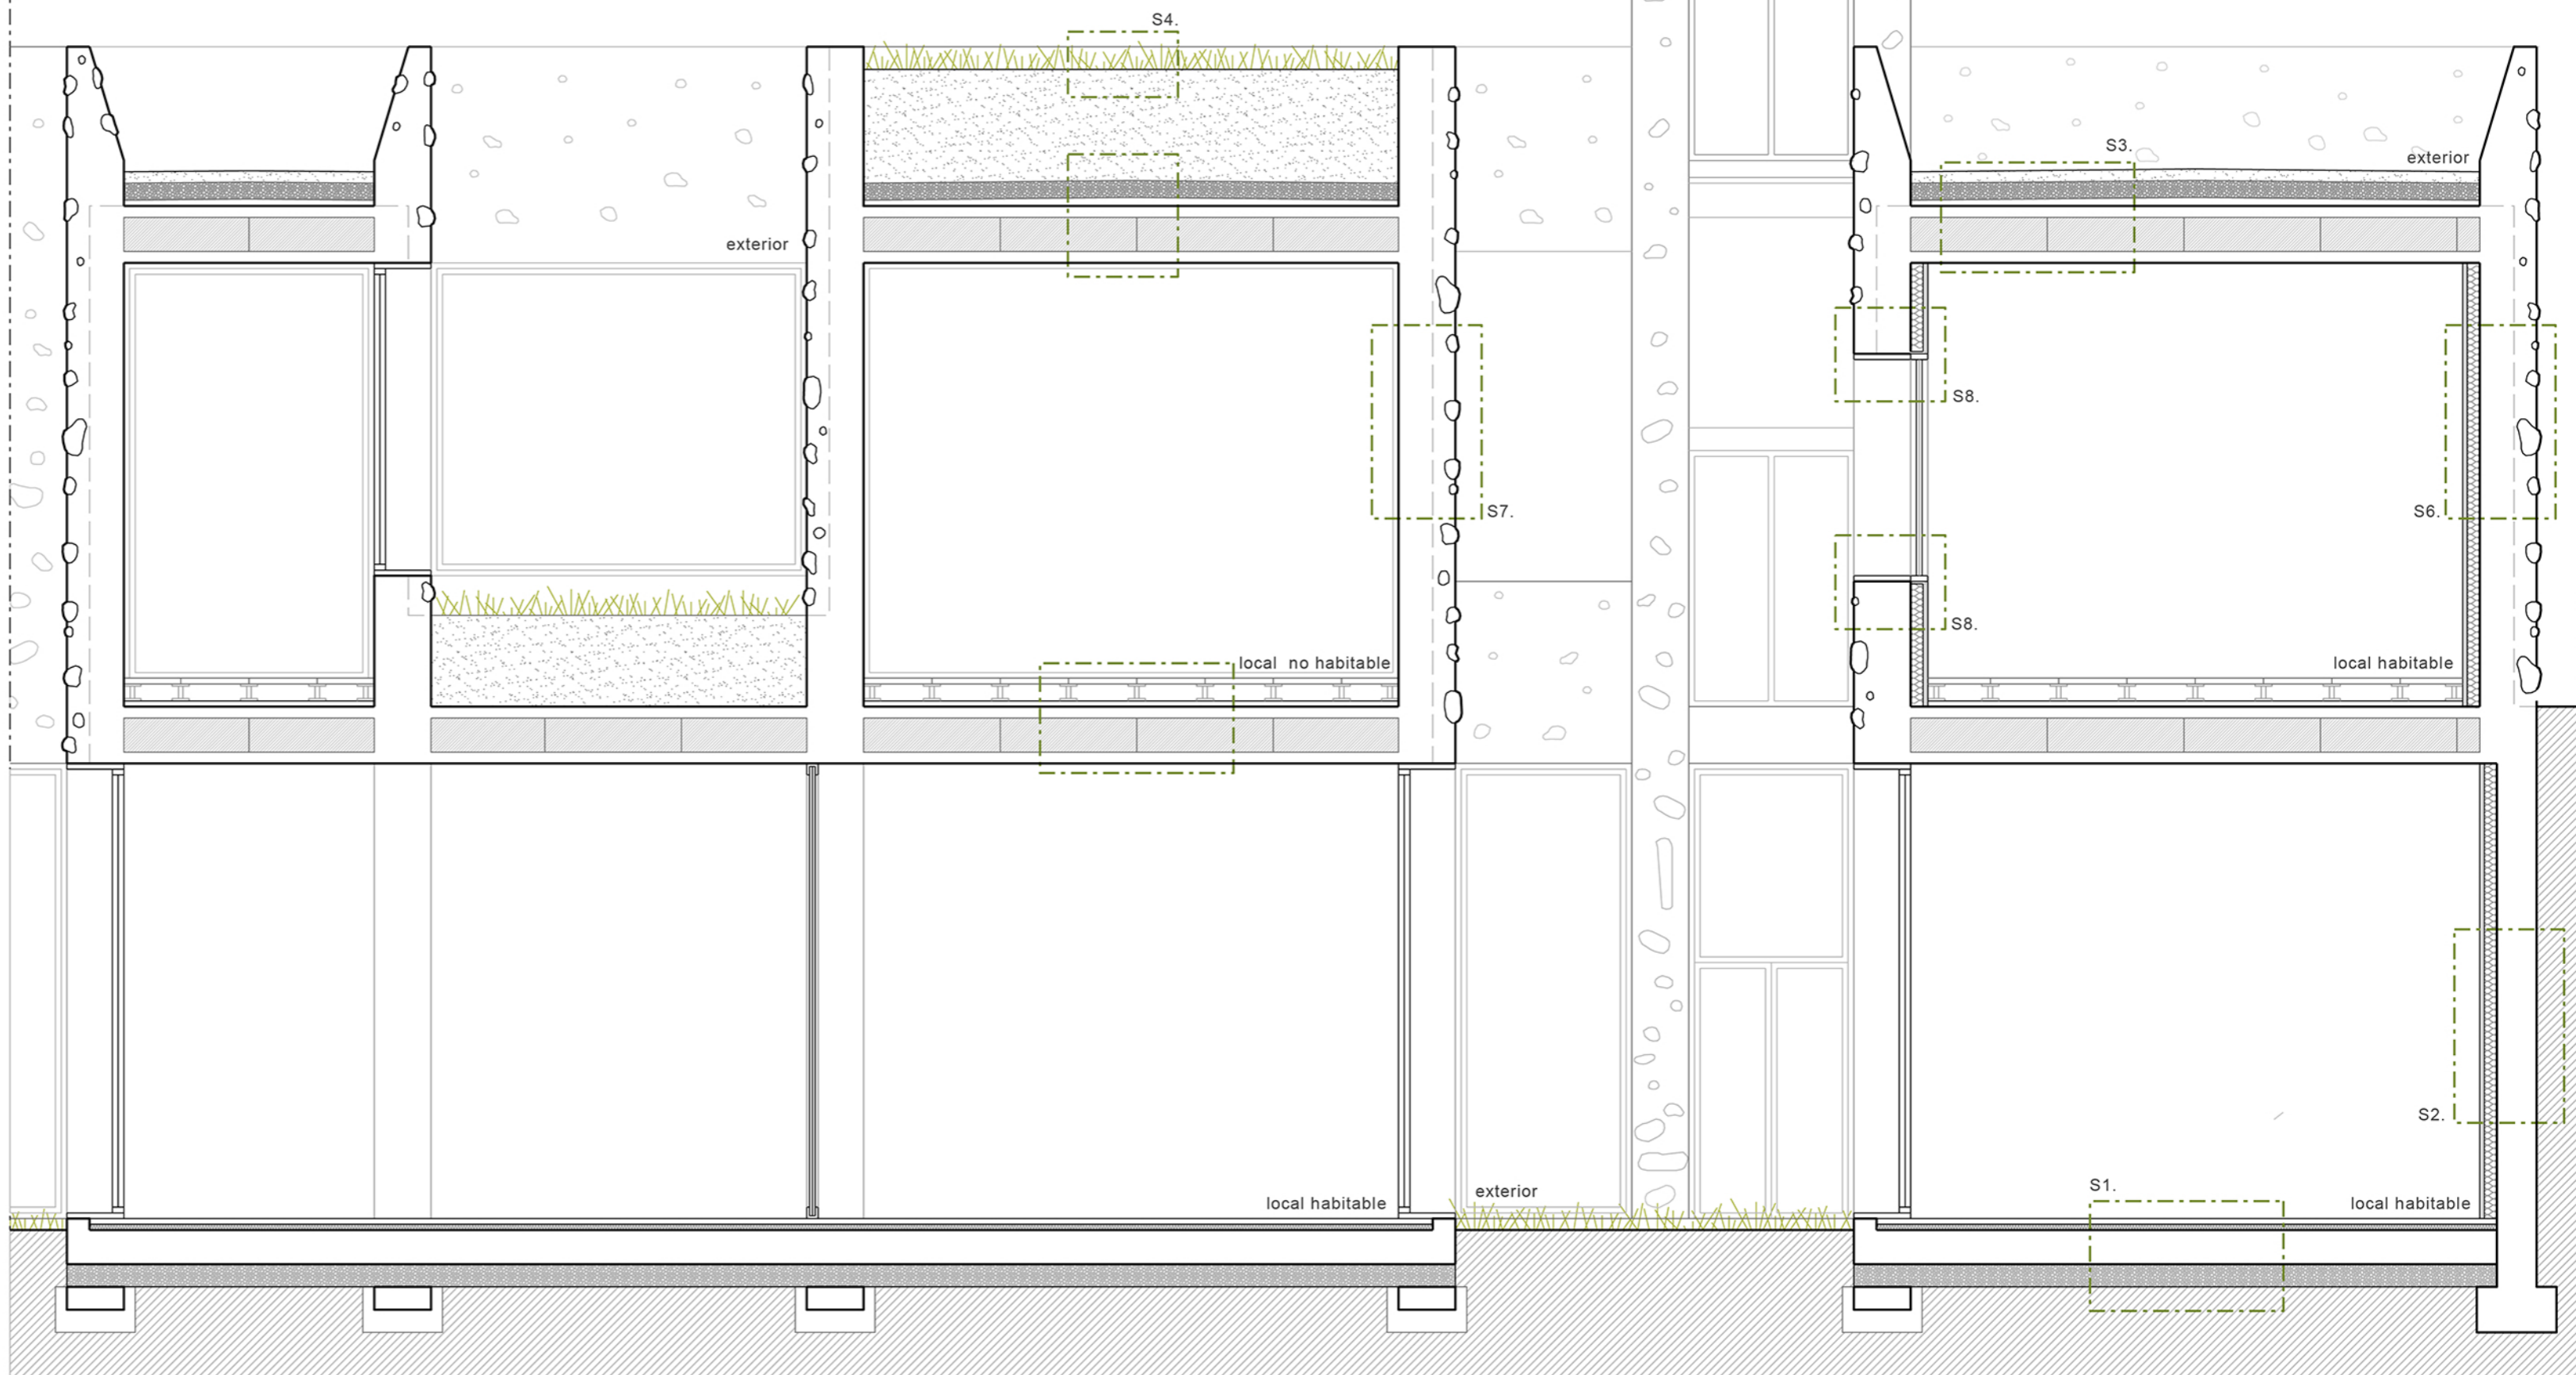 S4.
S3.
exterior
exterior
S8.
S7.
S6.
S8.
local  no habitable
local habitable
S2.
S1.
exterior
local habitable
local habitable